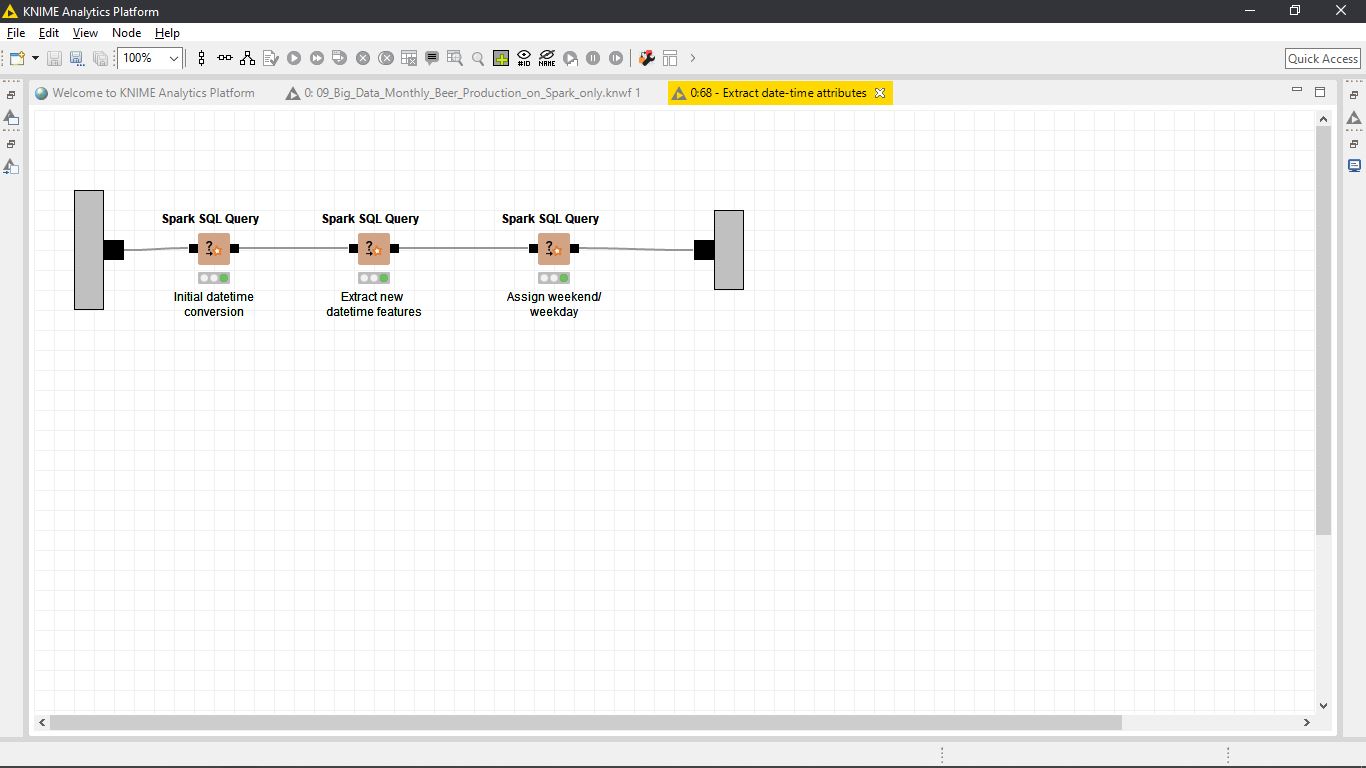 KNIME Analytics Platform
File Edit View Node Help
100%
#ID
NAME
Quick Access
Welcome to KNIME Analytics Platform
0: 09_Big_Data_Monthly_Beer_Production_on_Spark_only.knwf 1
0:68 - Extract date-time attributes
Spark SQL Query
Spark SQL Query
Spark SQL Query
?
?
?
Initial datetime
conversion
Extract new
datetime features
Assign weekend/
weekday